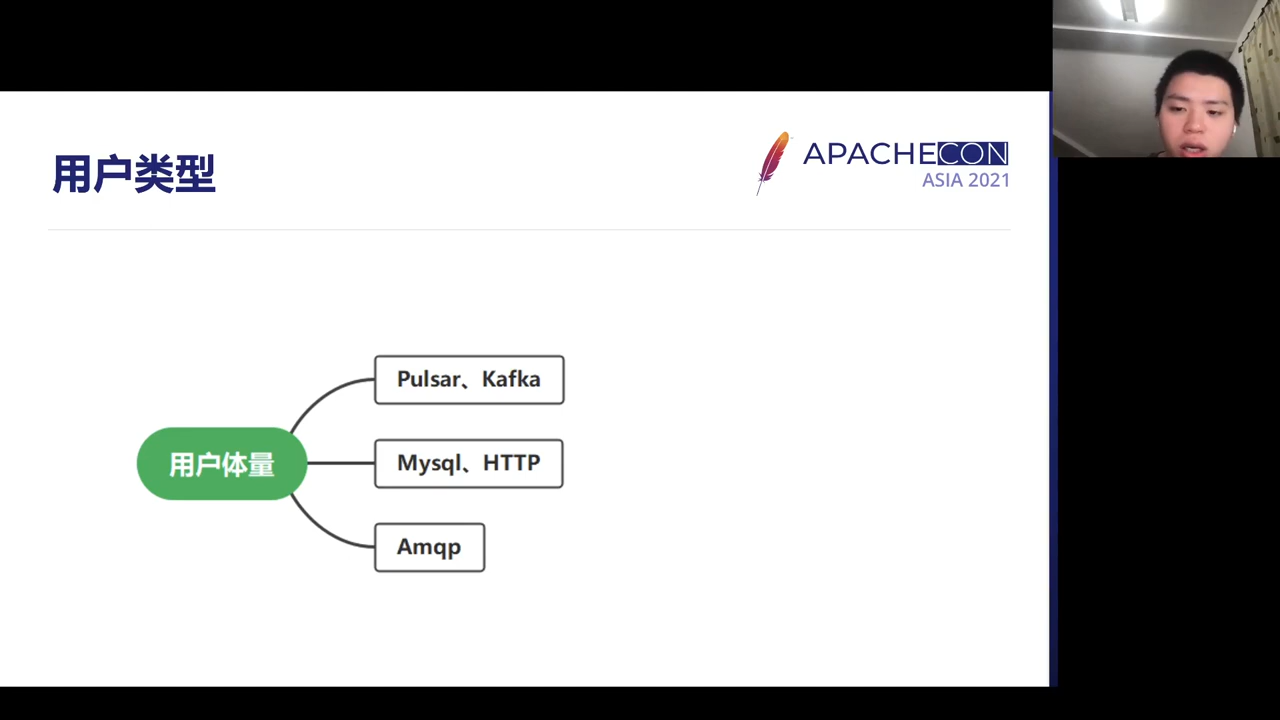 用户类型
APACHECON
ASIA 2021
Pulsar、Kafka
用户体量
Mysql、HTTP
Amqp